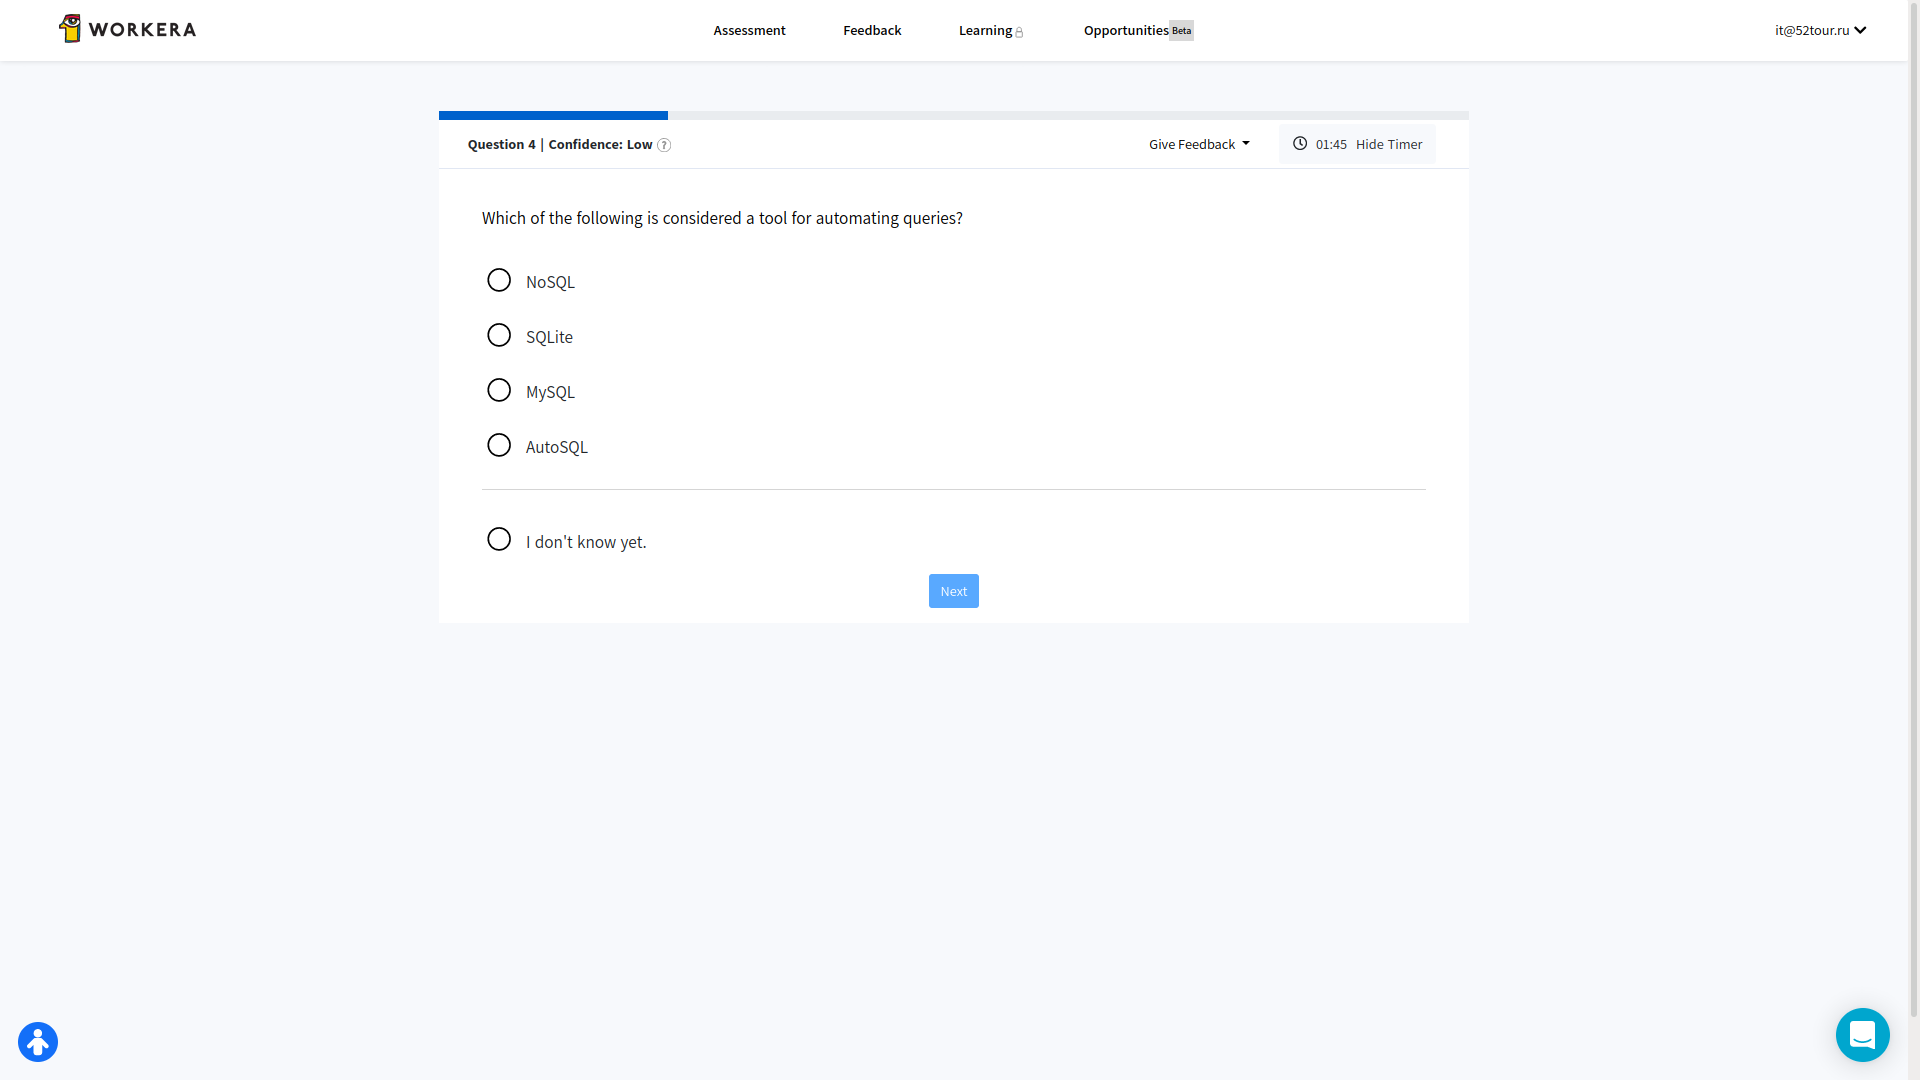 WORKERA
Assessment
Feedback
Learning
Opportunities Beta
it@52tour.ru
Question 4 | Confidence: Low ?
Give Feedback
01:45 Hide Timer
Which of the following is considered a tool for automating queries?
NoSQL
SQLite
MySQL
AutoSQL
I don't know yet.
Next